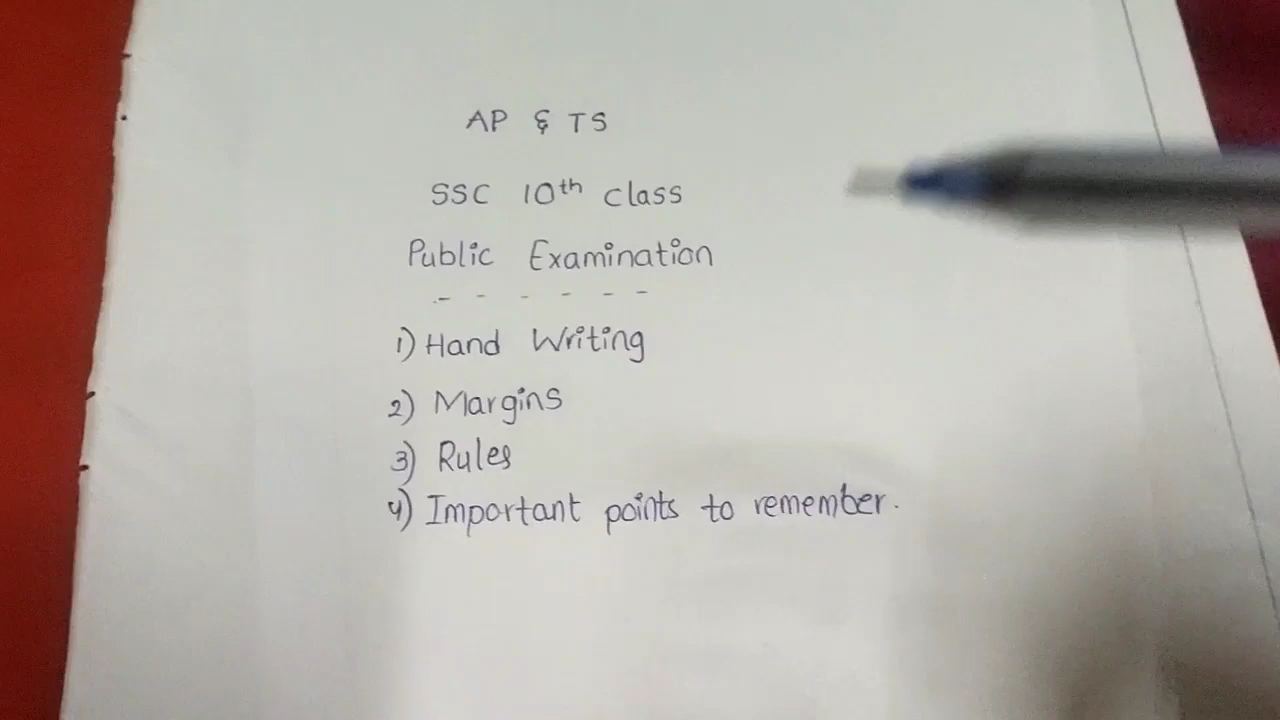 AP & TS
SSC 10th class
Public Examination
------
1) Hand Writing
2) Margins
3) Rules
4) Important points to remember.